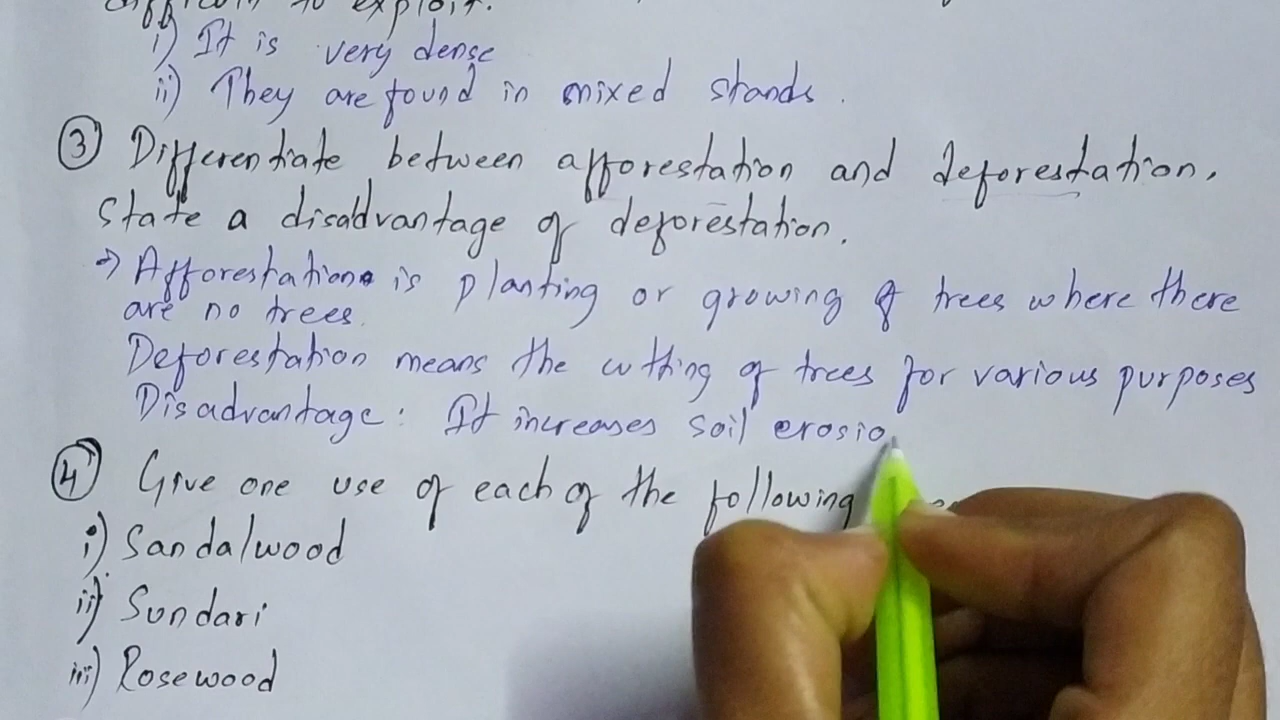 difficult to exploit.
i) It is very dense
ii) They are found in mixed stands.
③ Differentiate between afforestation and deforestation.
State a disadvantage of deforestation.
→ Afforestation is planting or growing of trees where there
are no trees.
Deforestation means the cutting of trees for various purposes
Disadvantage: It increases soil erosio
④ Give one use of each of the following
i) Sandalwood
ii) Sundari
iii) Rosewood